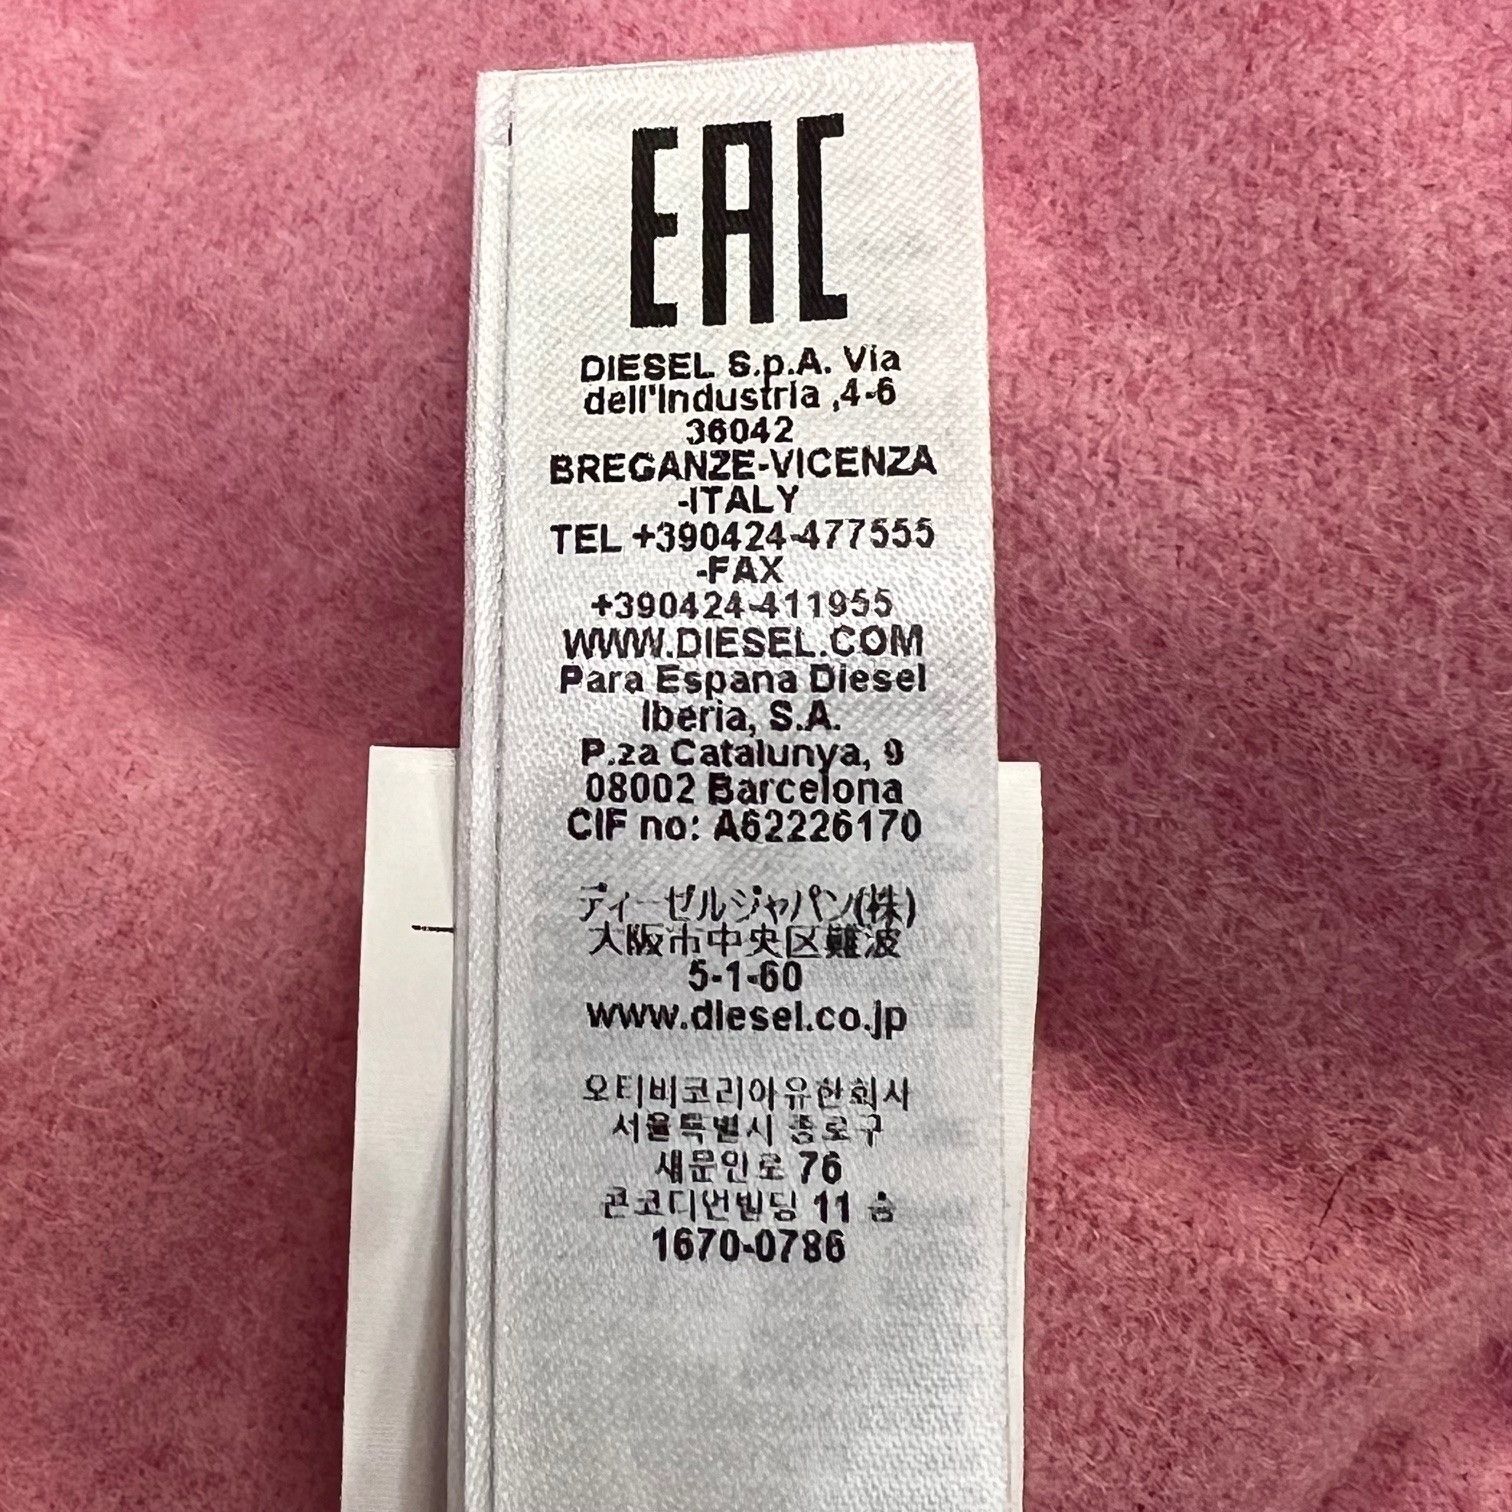 EAC
DIESEL S.p.A. Via
dell'Industria ,4-6
36042
BREGANZE-VICENZA
-ITALY
TEL +390424-477555
-FAX
+390424-411955
WWW.DIESEL.COM
Para Espana Diesel
Iberia, S.A.
P.za Catalunya, 9
08002 Barcelona
CIF no: A62226170
ディーゼルジャパン(株)
大阪市中央区難波
5-1-60
www.diesel.co.jp
오티비코리아유한회사
서울특별시 종로구
새문안로 76
콘코디언빌딩 11 층
1670-0786